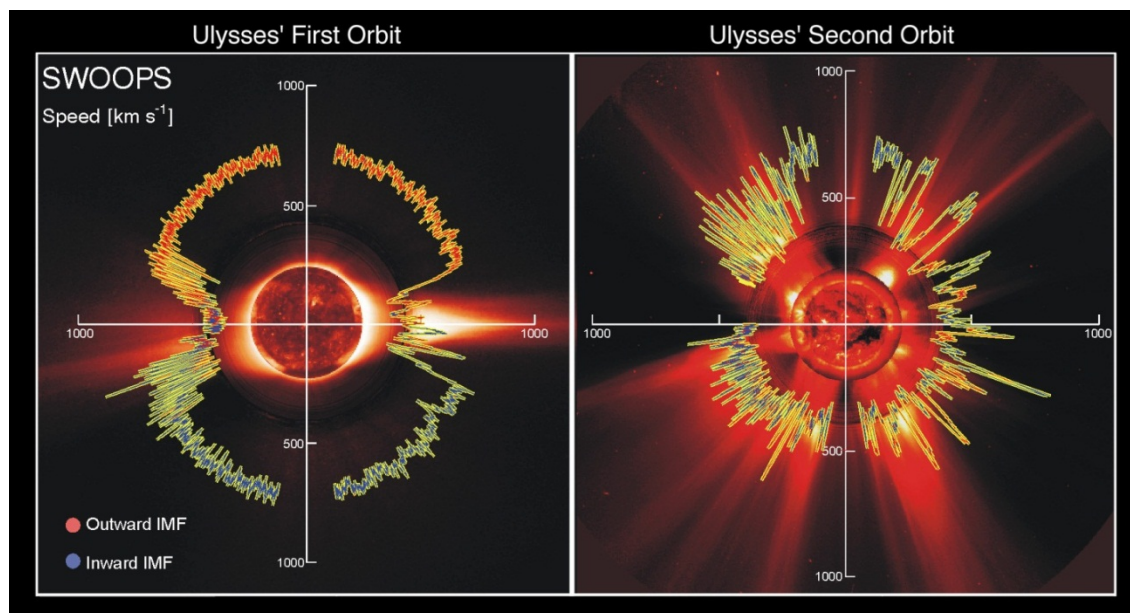 Ulysses' First Orbit
Ulysses' Second Orbit
SWOOPS
Speed [km s⁻¹]
1000
500
1000
1000
500
1000
Outward IMF
Inward IMF
1000
500
1000
1000
500
1000